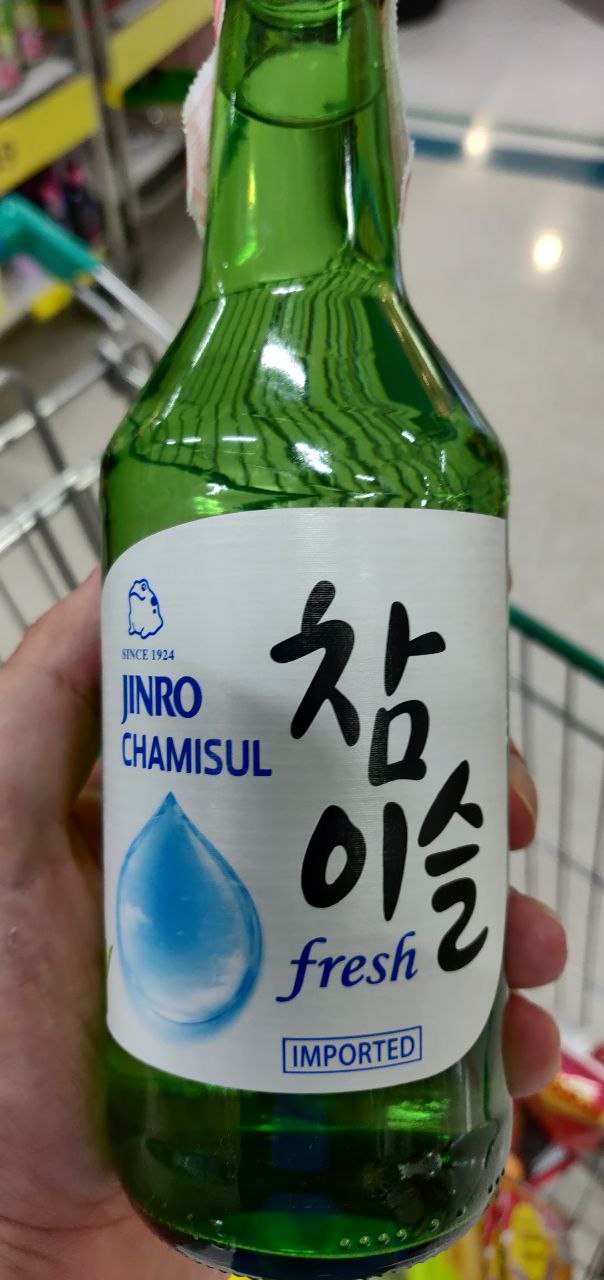 SINCE 1924
JINRO
CHAMISUL
참
이슬
fresh
IMPORTED